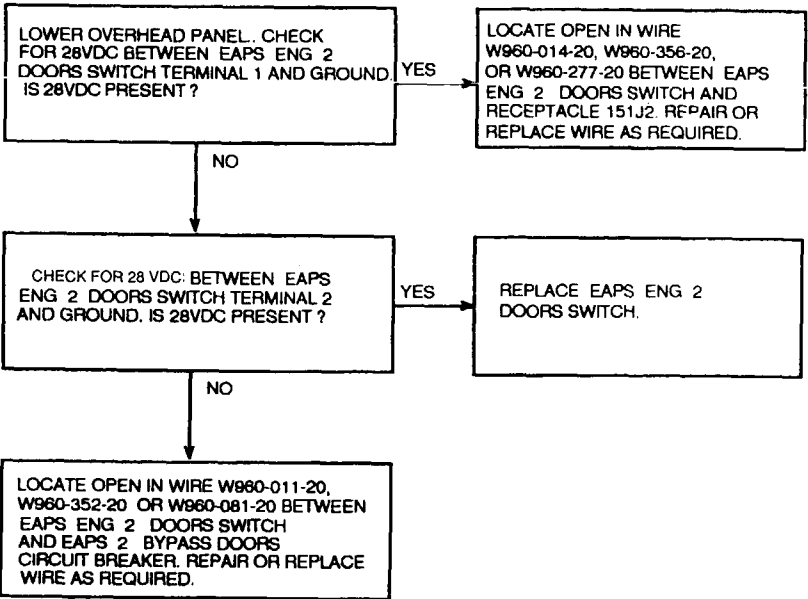 LOWER OVERHEAD PANEL.. CHECK
FOR 28VDC BETWEEN EAPS ENG 2
DOORS SWITCH TERMINAL 1 AND GROUND.
IS 28VDC PRESENT ?
YES
LOCATE OPEN IN WIRE
W960-014-20, W960-356-20,
OR W960-277-20 BETWEEN EAPS
ENG 2 DOORS SWITCH AND
RECEPTACLE 151J2. REPAIR OR
REPLACE WIRE AS REQUIRED.
NO
CHECK FOR 28 VDC: BETWEEN EAPS
ENG 2 DOORS SWITCH TERMINAL 2
AND GROUND. IS 28VDC PRESENT ?
YES
REPLACE EAPS ENG 2
DOORS SWITCH.
NO
LOCATE OPEN IN WIRE W960-011-20,
W960-352-20 OR W960-081-20 BETWEEN
EAPS ENG 2 DOORS SWITCH
AND EAPS 2 BYPASS DOORS
CIRCUIT BREAKER. REPAIR OR REPLACE
WIRE AS REQUIRED.